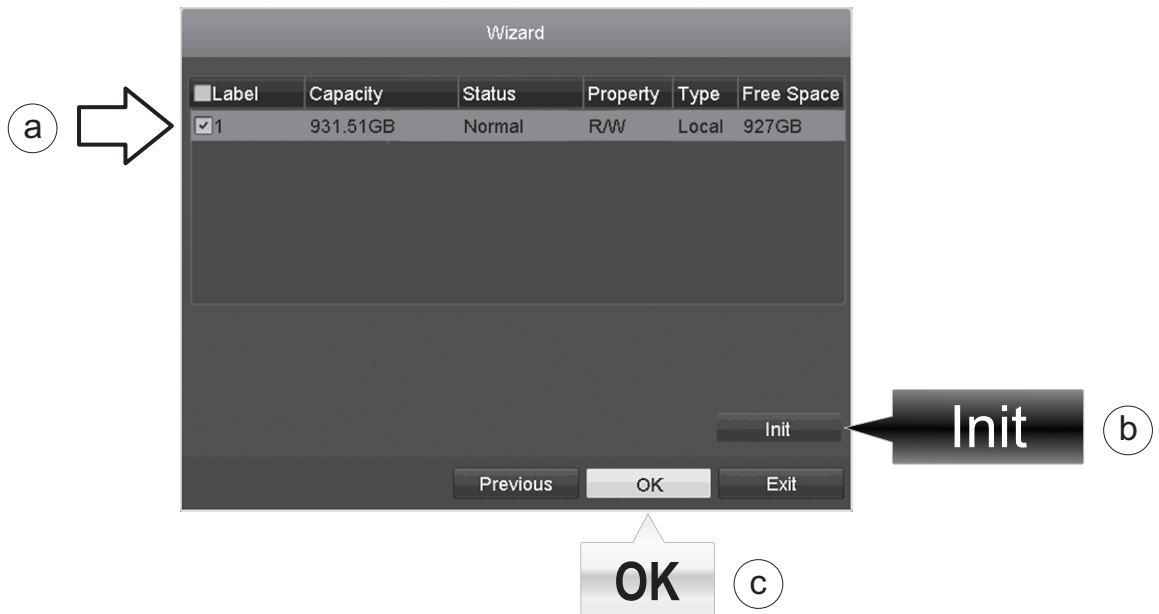 Wizard
Label Capacity Status Property Type Free Space
a
1 931.51GB Normal R/W Local 927GB
Init
Init
b
Previous OK Exit
OK
c